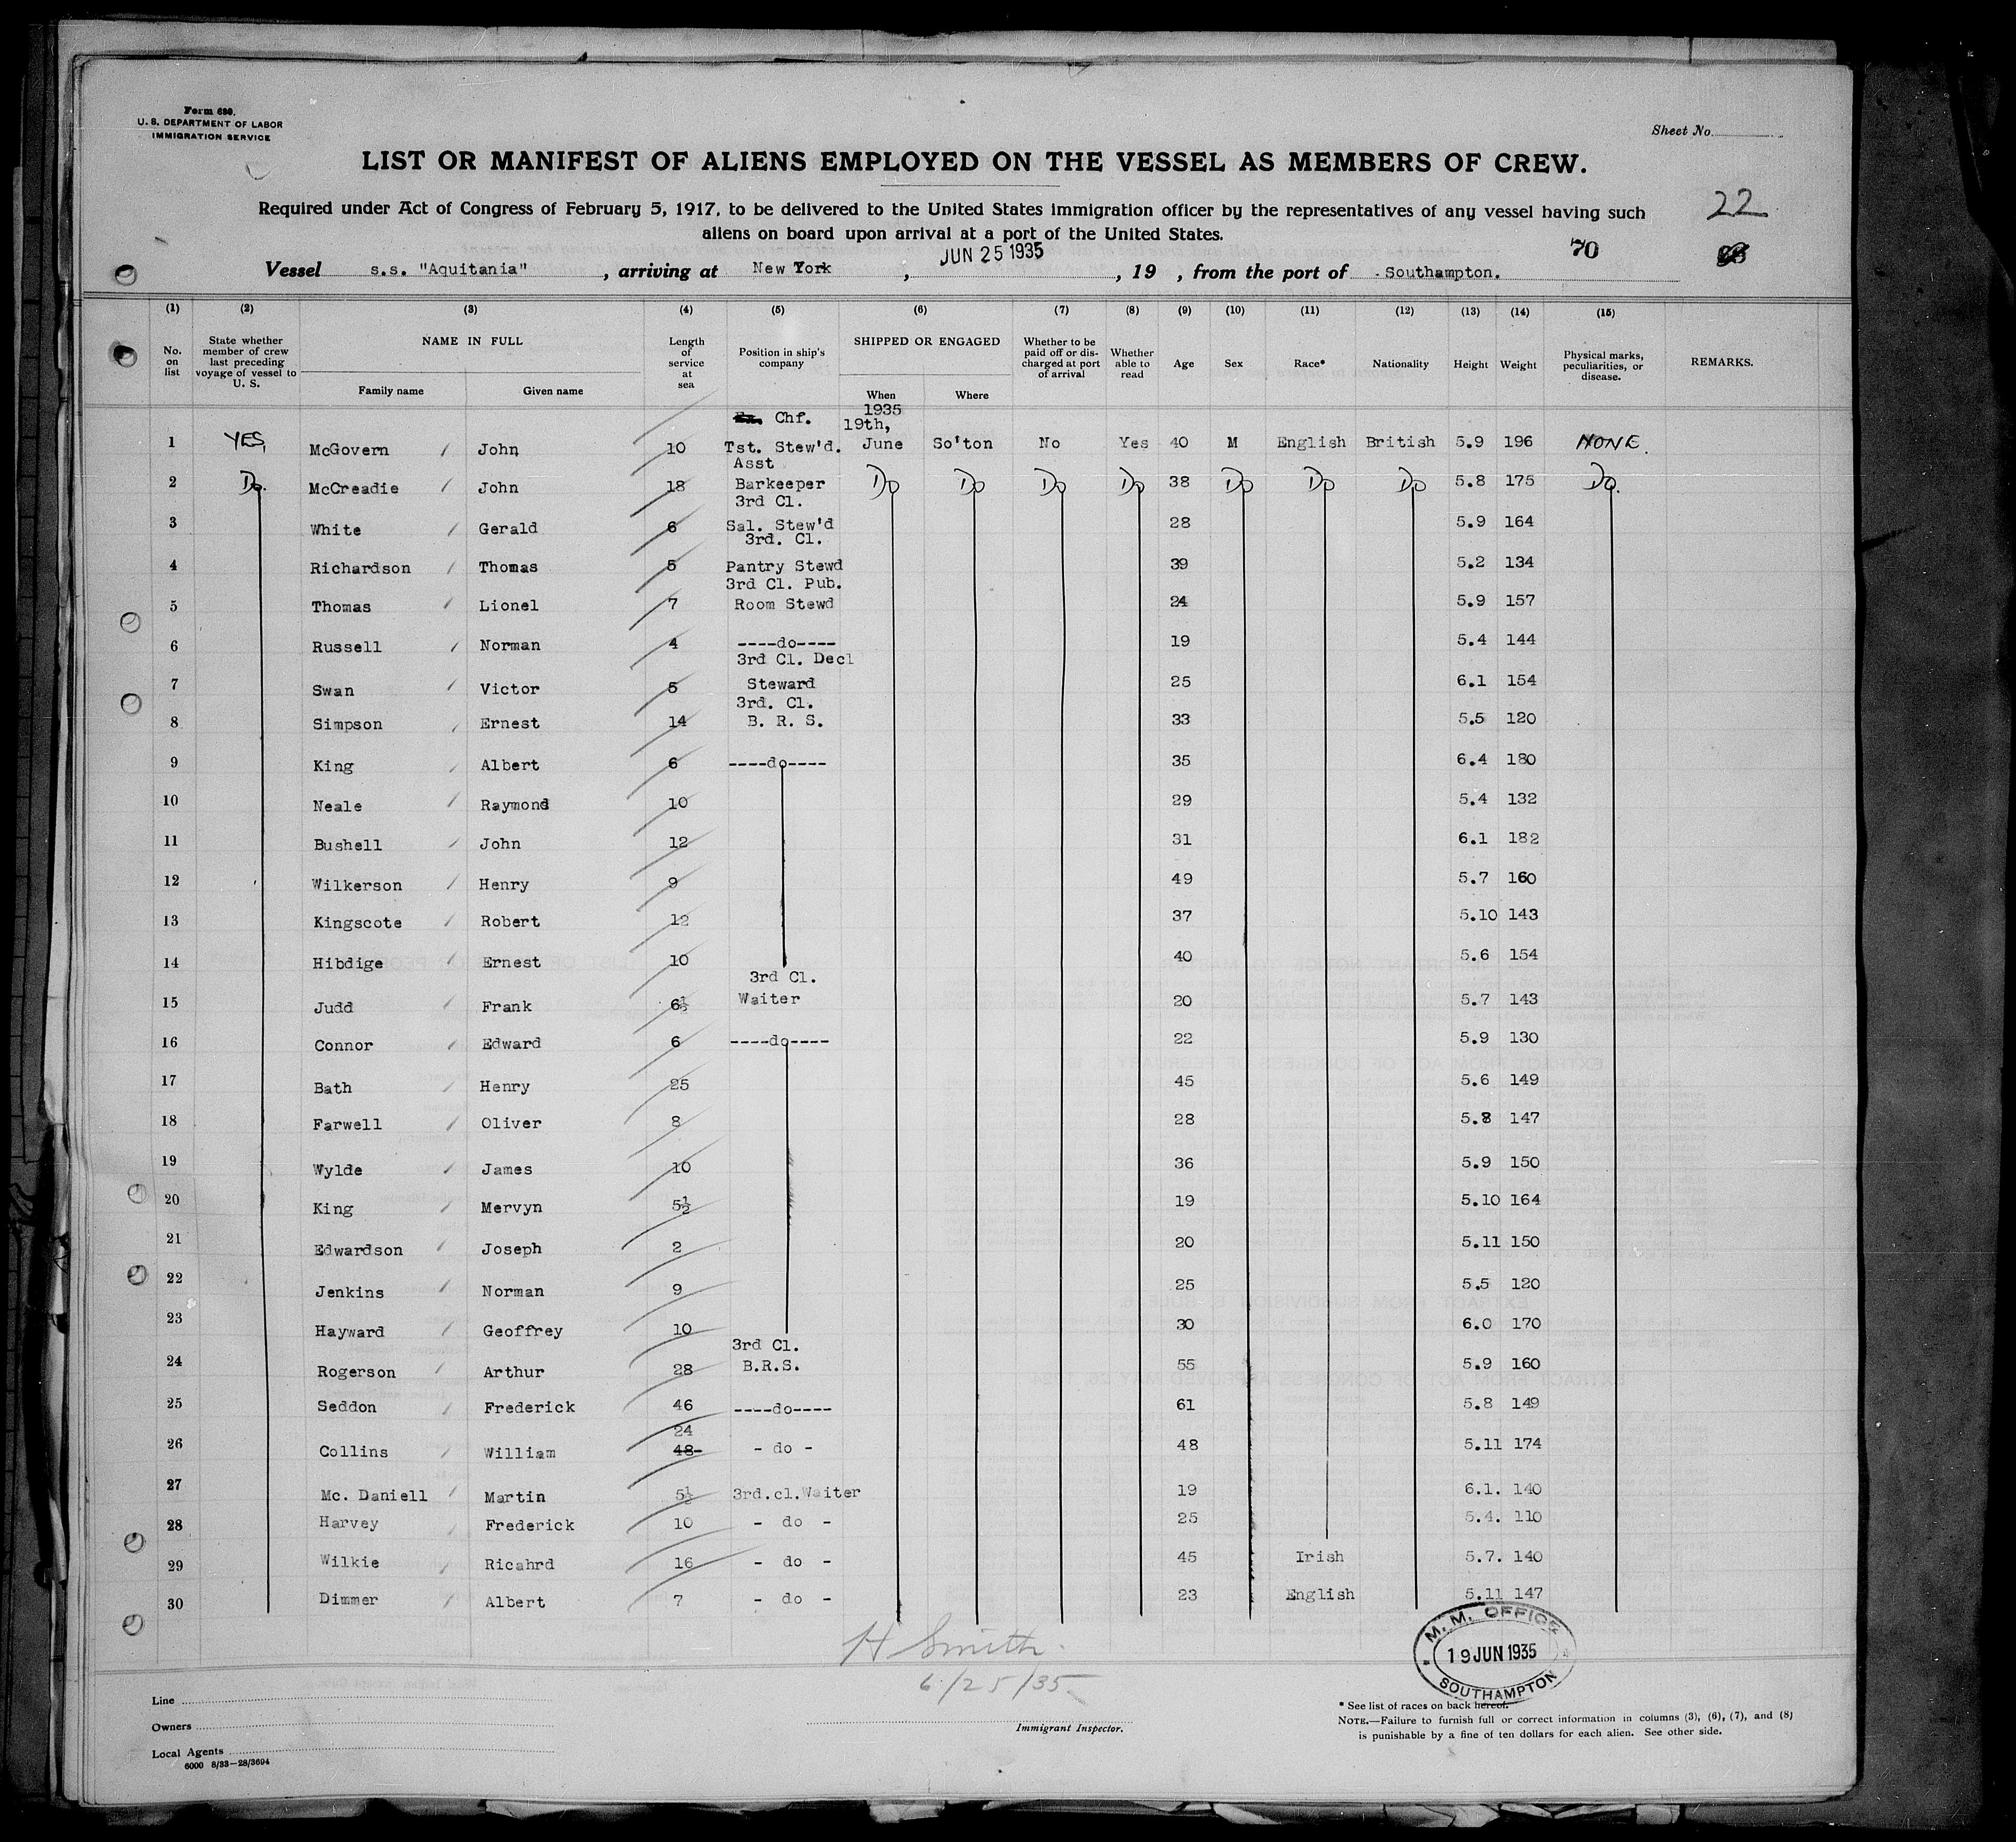 Form 680.
U. S. DEPARTMENT OF LABOR
IMMIGRATION SERVICE
Sheet No.
LIST OR MANIFEST OF ALIENS EMPLOYED ON THE VESSEL AS MEMBERS OF CREW.
Required under Act of Congress of February 5, 1917, to be delivered to the United States immigration officer by the representatives of any vessel having such
aliens on board upon arrival at a port of the United States.
22
70
Vessel s.s. "Aquitania" , arriving at New York , JUN 25 1935 , 19 , from the port of Southampton.
(1) (2) (3) (4) (5) (6) (7) (8) (9) (10) (11) (12) (13) (14) (15)
No. on list
State whether member of crew last preceding voyage of vessel to U. S.
NAME IN FULL
Family name Given name
Length of service at sea
Position in ship's company
SHIPPED OR ENGAGED
When Where
Whether to be paid off or discharged at port of arrival
Whether able to read
Age Sex Race* Nationality Height Weight
Physical marks, peculiarities, or disease.
REMARKS.
Chf. 1935
19th,
1 YES, McGovern John 10 Tst. Stew'd. June So'ton No Yes 40 M English British 5.9 196 NONE.
Asst
2 Do. McCreadie John 18 Barkeeper Do Do Do Do 38 Do Do Do 5.8 175 Do.
3rd Cl.
3 White Gerald 6 Sal. Stew'd 28 5.9 164
3rd. Cl.
4 Richardson Thomas 5 Pantry Stewd 39 5.2 134
3rd Cl. Pub.
5 Thomas Lionel 7 Room Stewd 24 5.9 157
6 Russell Norman 4 ----do---- 19 5.4 144
3rd Cl. Decl
7 Swan Victor 5 Steward 25 6.1 154
3rd. Cl.
8 Simpson Ernest 14 B. R. S. 33 5.5 120
9 King Albert 6 ----do---- 35 6.4 180
10 Neale Raymond 10 29 5.4 132
11 Bushell John 12 31 6.1 182
12 Wilkerson Henry 9 49 5.7 160
13 Kingscote Robert 12 37 5.10 143
14 Hibdige Ernest 10 40 5.6 154
3rd Cl.
15 Judd Frank 6½ Waiter 20 5.7 143
16 Connor Edward 6 ----do---- 22 5.9 130
17 Bath Henry 25 45 5.6 149
18 Farwell Oliver 8 28 5.8 147
19 Wylde James 10 36 5.9 150
20 King Mervyn 5½ 19 5.10 164
21 Edwardson Joseph 2 20 5.11 150
22 Jenkins Norman 9 25 5.5 120
23 Hayward Geoffrey 10 30 6.0 170
3rd Cl.
24 Rogerson Arthur 28 B.R.S. 55 5.9 160
25 Seddon Frederick 46 ----do---- 61 5.8 149
24
26 Collins William 48 - do - 48 5.11 174
27 Mc. Daniell Martin 5½ 3rd.cl.Waiter 19 6.1. 140
28 Harvey Frederick 10 - do - 25 5.4. 110
29 Wilkie Ricahrd 16 - do - 45 Irish 5.7. 140
30 Dimmer Albert 7 - do - 23 English 5.11 147
H Smith
6/25/35
M. M. OFFICE
19 JUN 1935
SOUTHAMPTON
Line
Owners
Local Agents
6000 8/33—28/3694
Immigrant Inspector.
* See list of races on back hereof.
NOTE.—Failure to furnish full or correct information in columns (3), (6), (7), and (8)
is punishable by a fine of ten dollars for each alien. See other side.